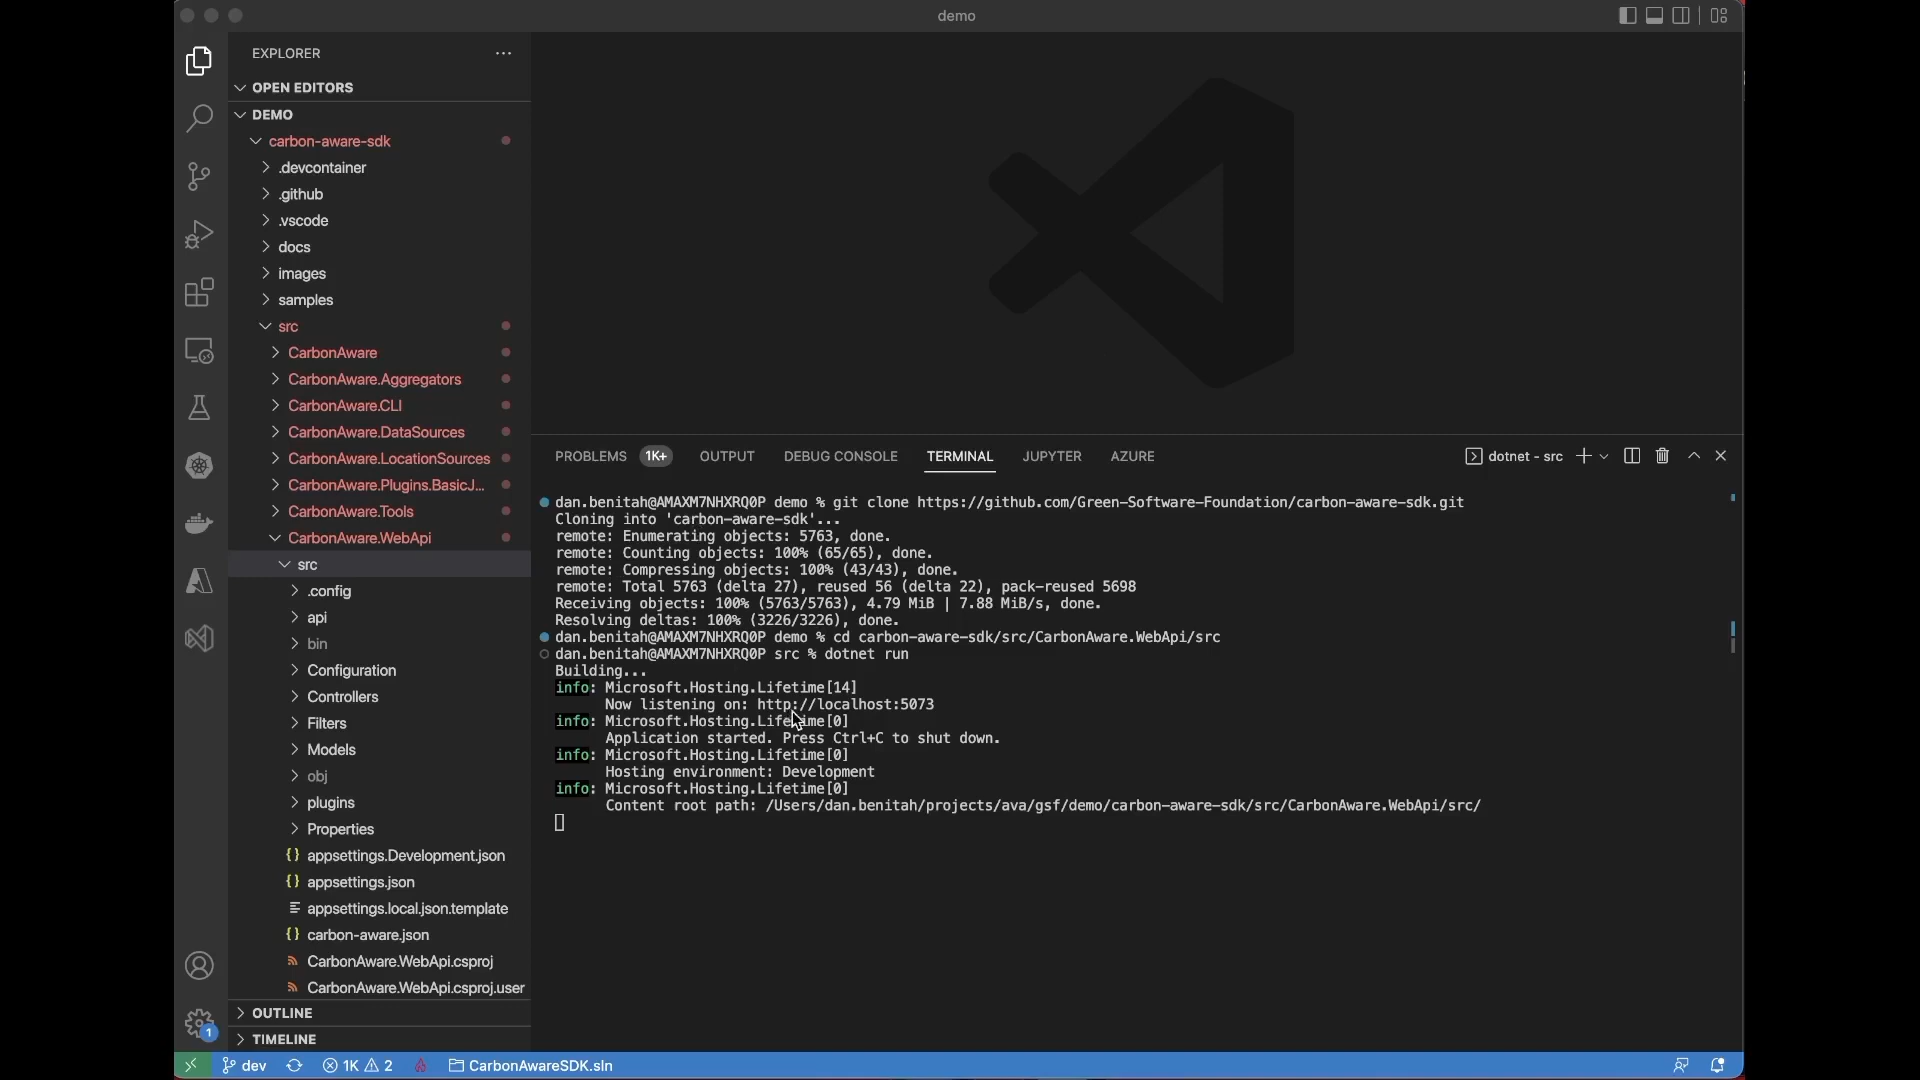 demo
EXPLORER
OPEN EDITORS
DEMO
carbon-aware-sdk
.devcontainer
.github
.vscode
docs
images
samples
src
CarbonAware
CarbonAware.Aggregators
CarbonAware.CLI
CarbonAware.DataSources
CarbonAware.LocationSources
CarbonAware.Plugins.BasicJ...
CarbonAware.Tools
CarbonAware.WebApi
src
.config
api
bin
Configuration
Controllers
Filters
Models
obj
plugins
Properties
{} appsettings.Development.json
{} appsettings.json
appsettings.local.json.template
{} carbon-aware.json
CarbonAware.WebApi.csproj
CarbonAware.WebApi.csproj.user
OUTLINE
TIMELINE
1
PROBLEMS 1K+ OUTPUT DEBUG CONSOLE TERMINAL JUPYTER AZURE dotnet - src
dan.benitah@AMAXM7NHXRQ0P demo % git clone https://github.com/Green-Software-Foundation/carbon-aware-sdk.git
Cloning into 'carbon-aware-sdk'...
remote: Enumerating objects: 5763, done.
remote: Counting objects: 100% (65/65), done.
remote: Compressing objects: 100% (43/43), done.
remote: Total 5763 (delta 27), reused 56 (delta 22), pack-reused 5698
Receiving objects: 100% (5763/5763), 4.79 MiB | 7.88 MiB/s, done.
Resolving deltas: 100% (3226/3226), done.
dan.benitah@AMAXM7NHXRQ0P demo % cd carbon-aware-sdk/src/CarbonAware.WebApi/src
dan.benitah@AMAXM7NHXRQ0P src % dotnet run
Building...
info: Microsoft.Hosting.Lifetime[14]
Now listening on: http://localhost:5073
info: Microsoft.Hosting.Lifetime[0]
Application started. Press Ctrl+C to shut down.
info: Microsoft.Hosting.Lifetime[0]
Hosting environment: Development
info: Microsoft.Hosting.Lifetime[0]
Content root path: /Users/dan.benitah/projects/ava/gsf/demo/carbon-aware-sdk/src/CarbonAware.WebApi/src/
dev 1K 2 CarbonAwareSDK.sln